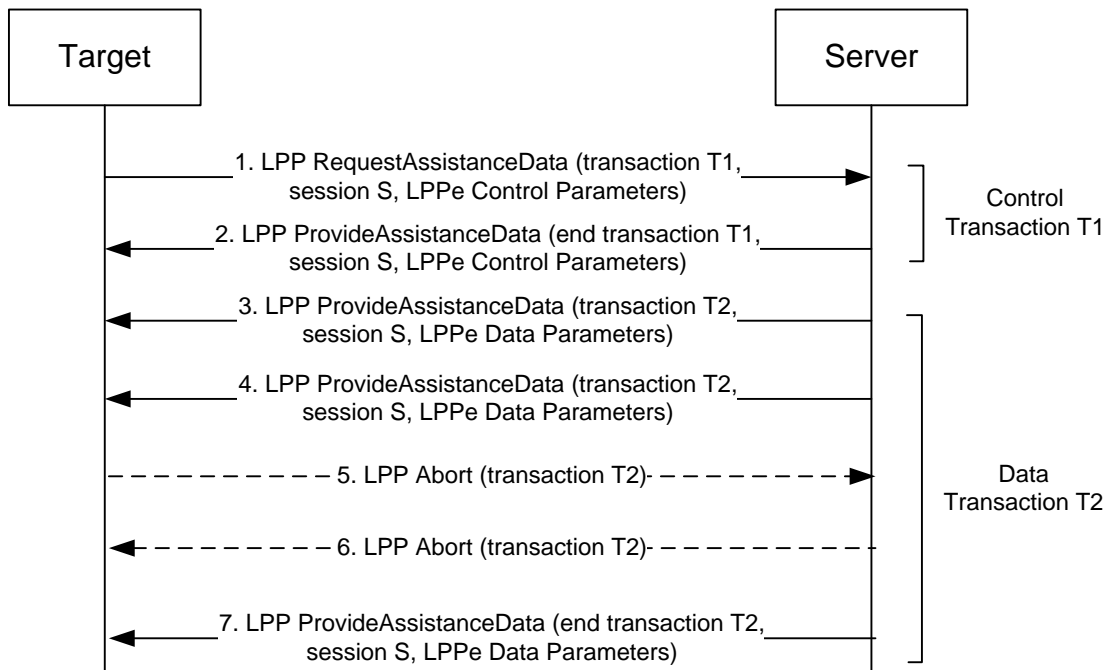 Target
Server
1. LPP RequestAssistanceData (transaction T1,
session S, LPPe Control Parameters)
Control
Transaction T1
2. LPP ProvideAssistanceData (end transaction T1,
session S, LPPe Control Parameters)
3. LPP ProvideAssistanceData (transaction T2,
session S, LPPe Data Parameters)
4. LPP ProvideAssistanceData (transaction T2,
session S, LPPe Data Parameters)
5. LPP Abort (transaction T2)
Data
Transaction T2
6. LPP Abort (transaction T2)
7. LPP ProvideAssistanceData (end transaction T2,
session S, LPPe Data Parameters)